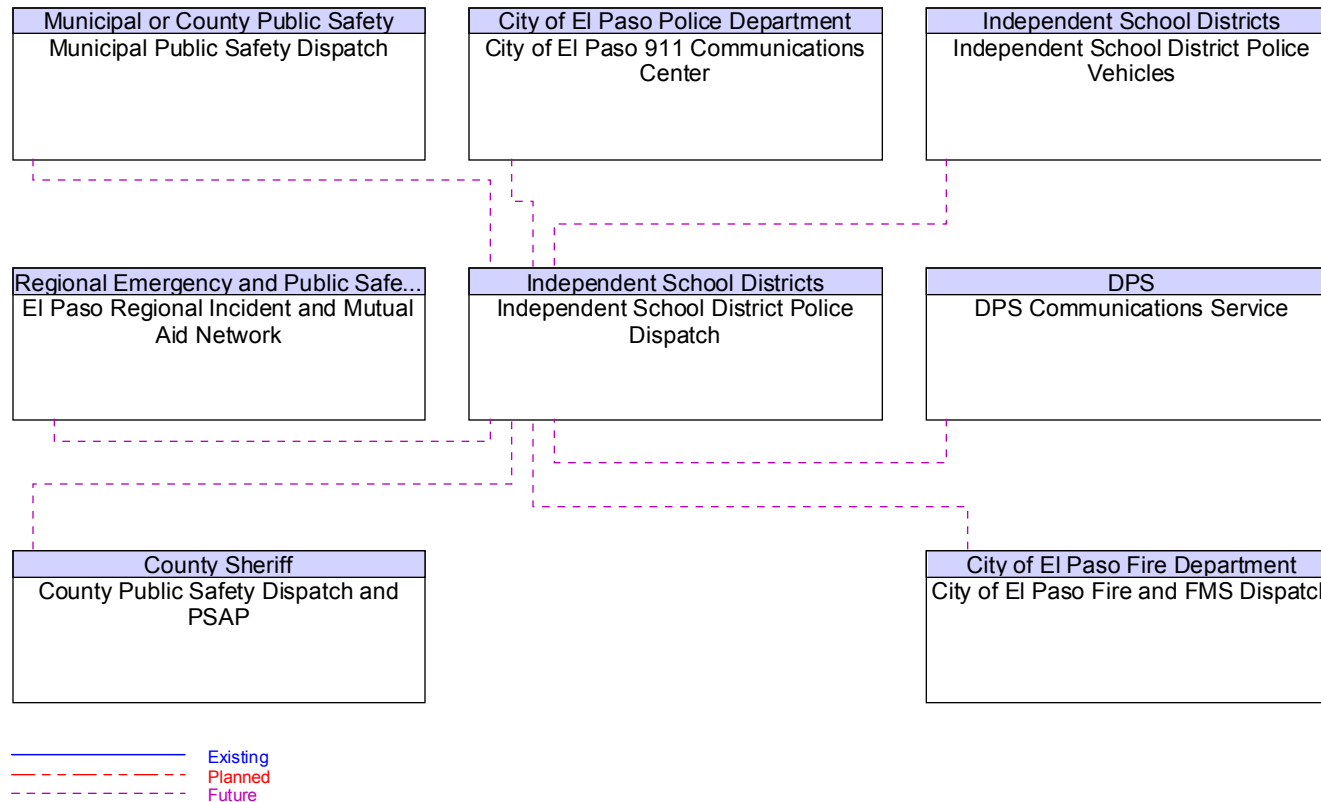 Municipal or County Public Safety
Municipal Public Safety Dispatch
City of El Paso Police Department
City of El Paso 911 Communications
Center
Independent School Districts
Independent School District Police
Vehicles
Regional Emergency and Public Safe...
El Paso Regional Incident and Mutual
Aid Network
Independent School Districts
Independent School District Police
Dispatch
DPS
DPS Communications Service
County Sheriff
County Public Safety Dispatch and
PSAP
City of El Paso Fire Department
City of El Paso Fire and FMS Dispatch
Existing
Planned
Future